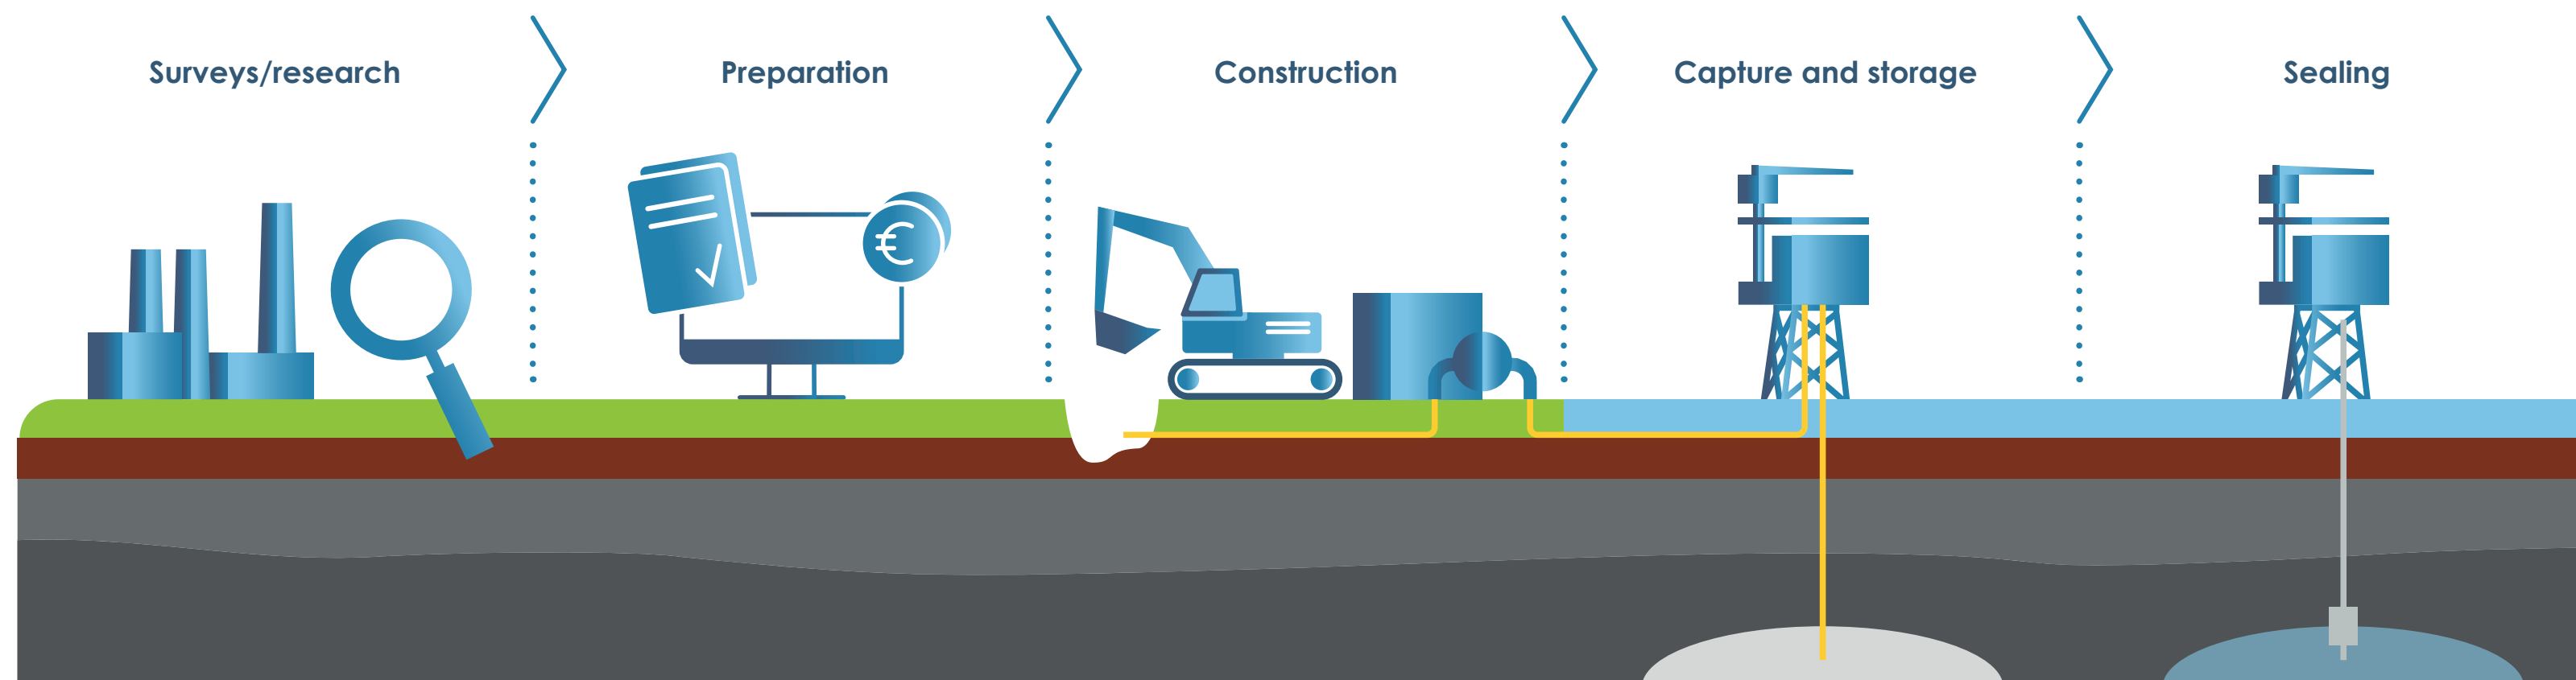 Surveys/research
Preparation
Construction
Capture and storage
Sealing
€